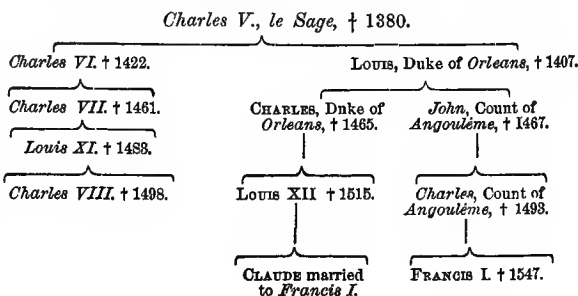 Charles V., le Sage, † 1380.
Charles VI. † 1422.
Louis, Duke of Orleans, † 1407.
Charles VII. † 1461.
Charles, Duke of
Orleans, † 1465.
John, Count of
Angoulême, † 1467.
Louis XI. † 1483.
Charles VIII. † 1498.
Louis XII † 1515.
Charles, Count of
Angoulême, † 1493.
Claude married
to Francis I.
Francis I. † 1547.